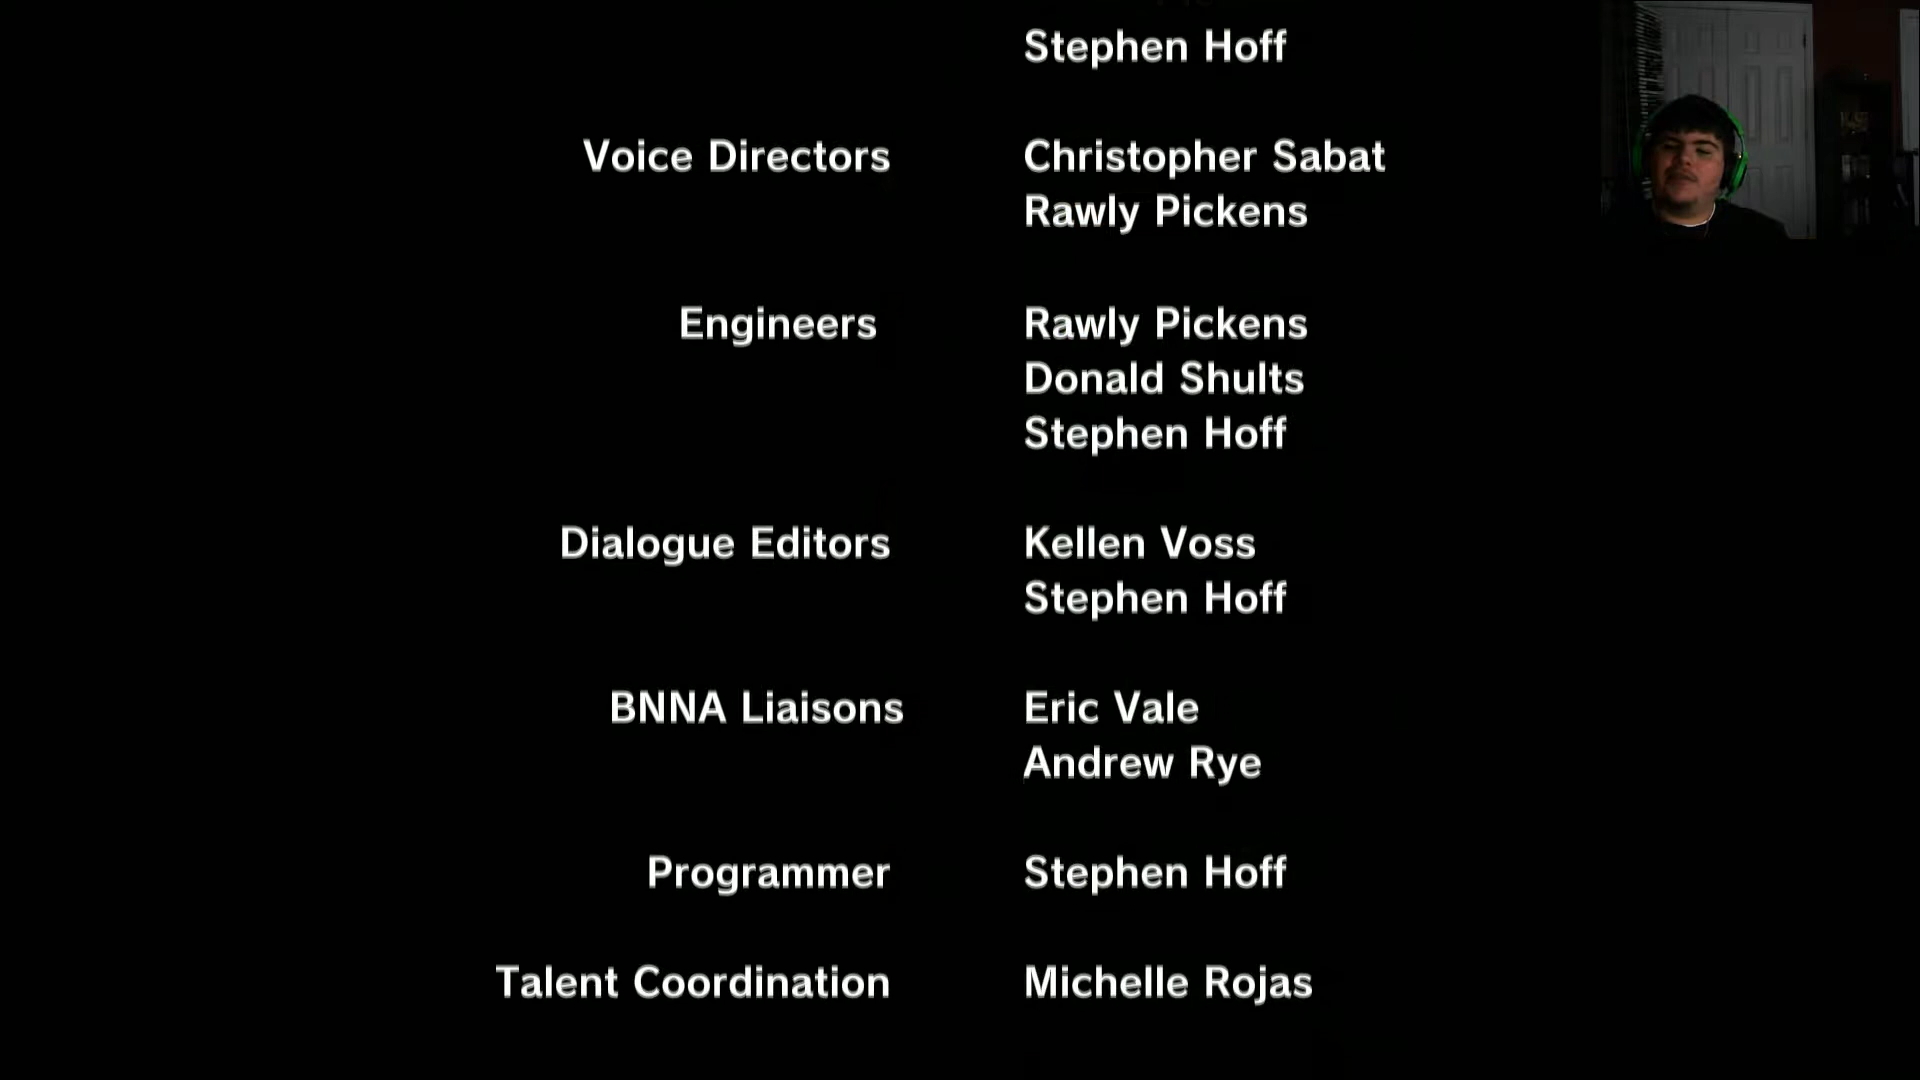 Stephen Hoff
Voice Directors Christopher Sabat
Rawly Pickens
Engineers Rawly Pickens
Donald Shults
Stephen Hoff
Dialogue Editors Kellen Voss
Stephen Hoff
BNNA Liaisons Eric Vale
Andrew Rye
Programmer Stephen Hoff
Talent Coordination Michelle Rojas